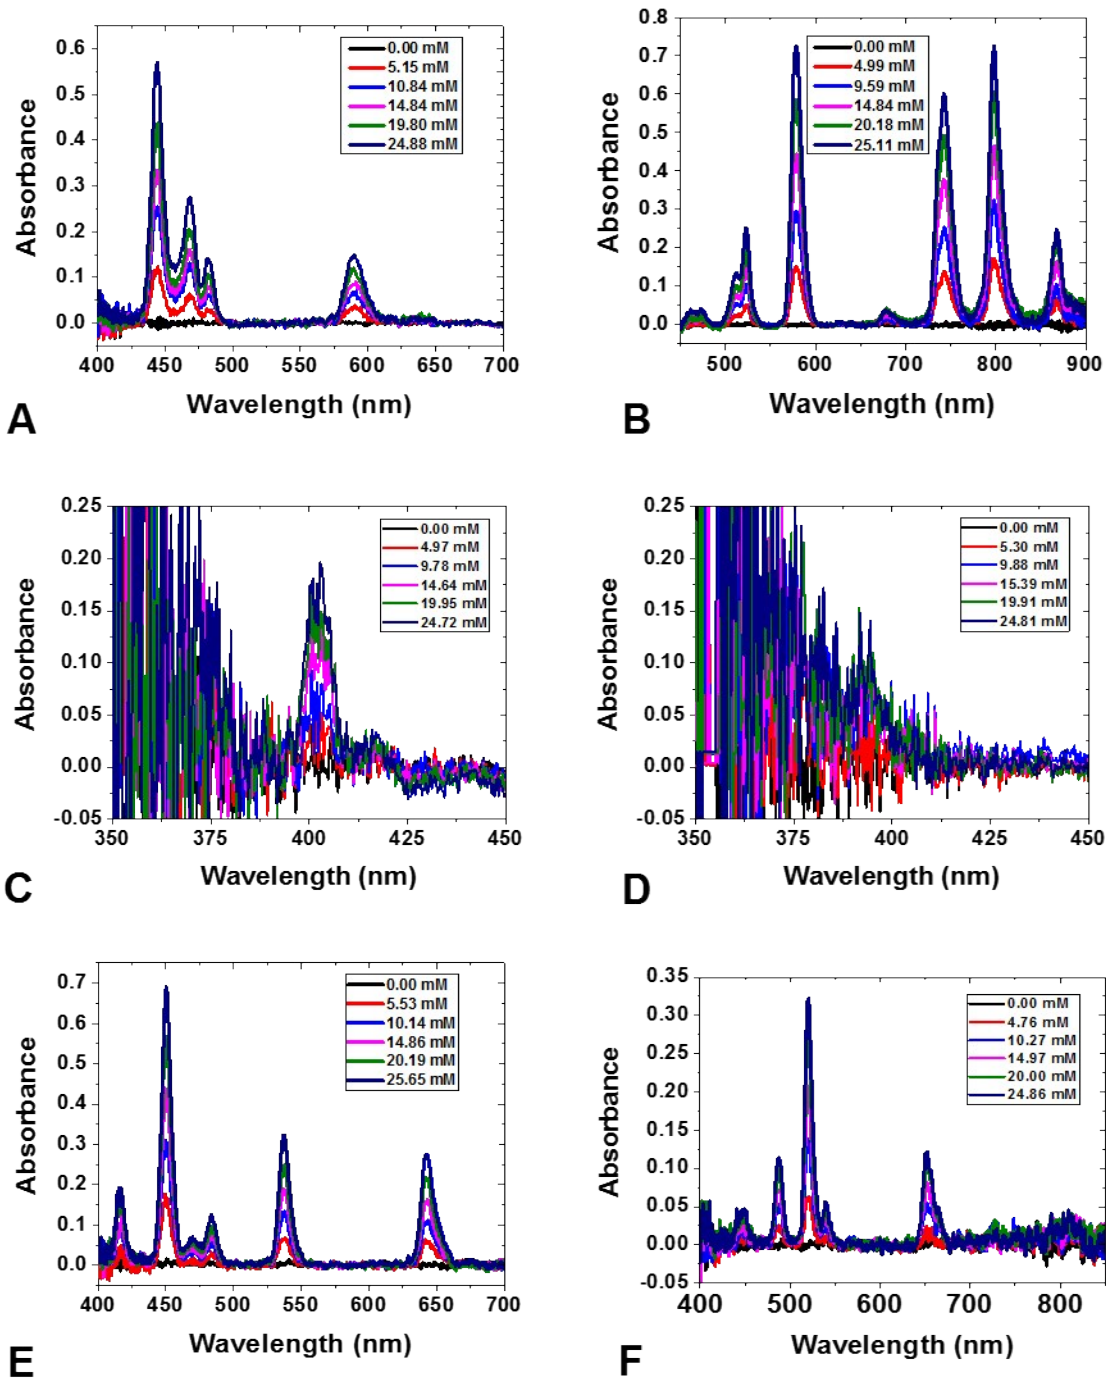 0.6
0.5
0.4
0.3
0.2
0.1
0.0
Absorbance
0.00 mM
5.15 mM
10.84 mM
14.84 mM
19.80 mM
24.88 mM
400 450 500 550 600 650 700
Wavelength (nm)
A
0.8
0.7
0.6
0.5
0.4
0.3
0.2
0.1
0.0
Absorbance
0.00 mM
4.99 mM
9.59 mM
14.84 mM
20.18 mM
25.11 mM
500 600 700 800 900
Wavelength (nm)
B
0.25
0.20
0.15
0.10
0.05
0.00
-0.05
Absorbance
0.00 mM
4.97 mM
9.78 mM
14.64 mM
19.95 mM
24.72 mM
350 375 400 425 450
Wavelength (nm)
C
0.25
0.20
0.15
0.10
0.05
0.00
-0.05
Absorbance
0.00 mM
5.30 mM
9.88 mM
15.39 mM
19.91 mM
24.81 mM
350 375 400 425 450
Wavelength (nm)
D
0.7
0.6
0.5
0.4
0.3
0.2
0.1
0.0
Absorbance
0.00 mM
5.53 mM
10.14 mM
14.86 mM
20.19 mM
25.65 mM
400 450 500 550 600 650 700
Wavelength (nm)
E
0.35
0.30
0.25
0.20
0.15
0.10
0.05
0.00
-0.05
Absorbance
0.00 mM
4.76 mM
10.27 mM
14.97 mM
20.00 mM
24.86 mM
400 500 600 700 800
Wavelength (nm)
F